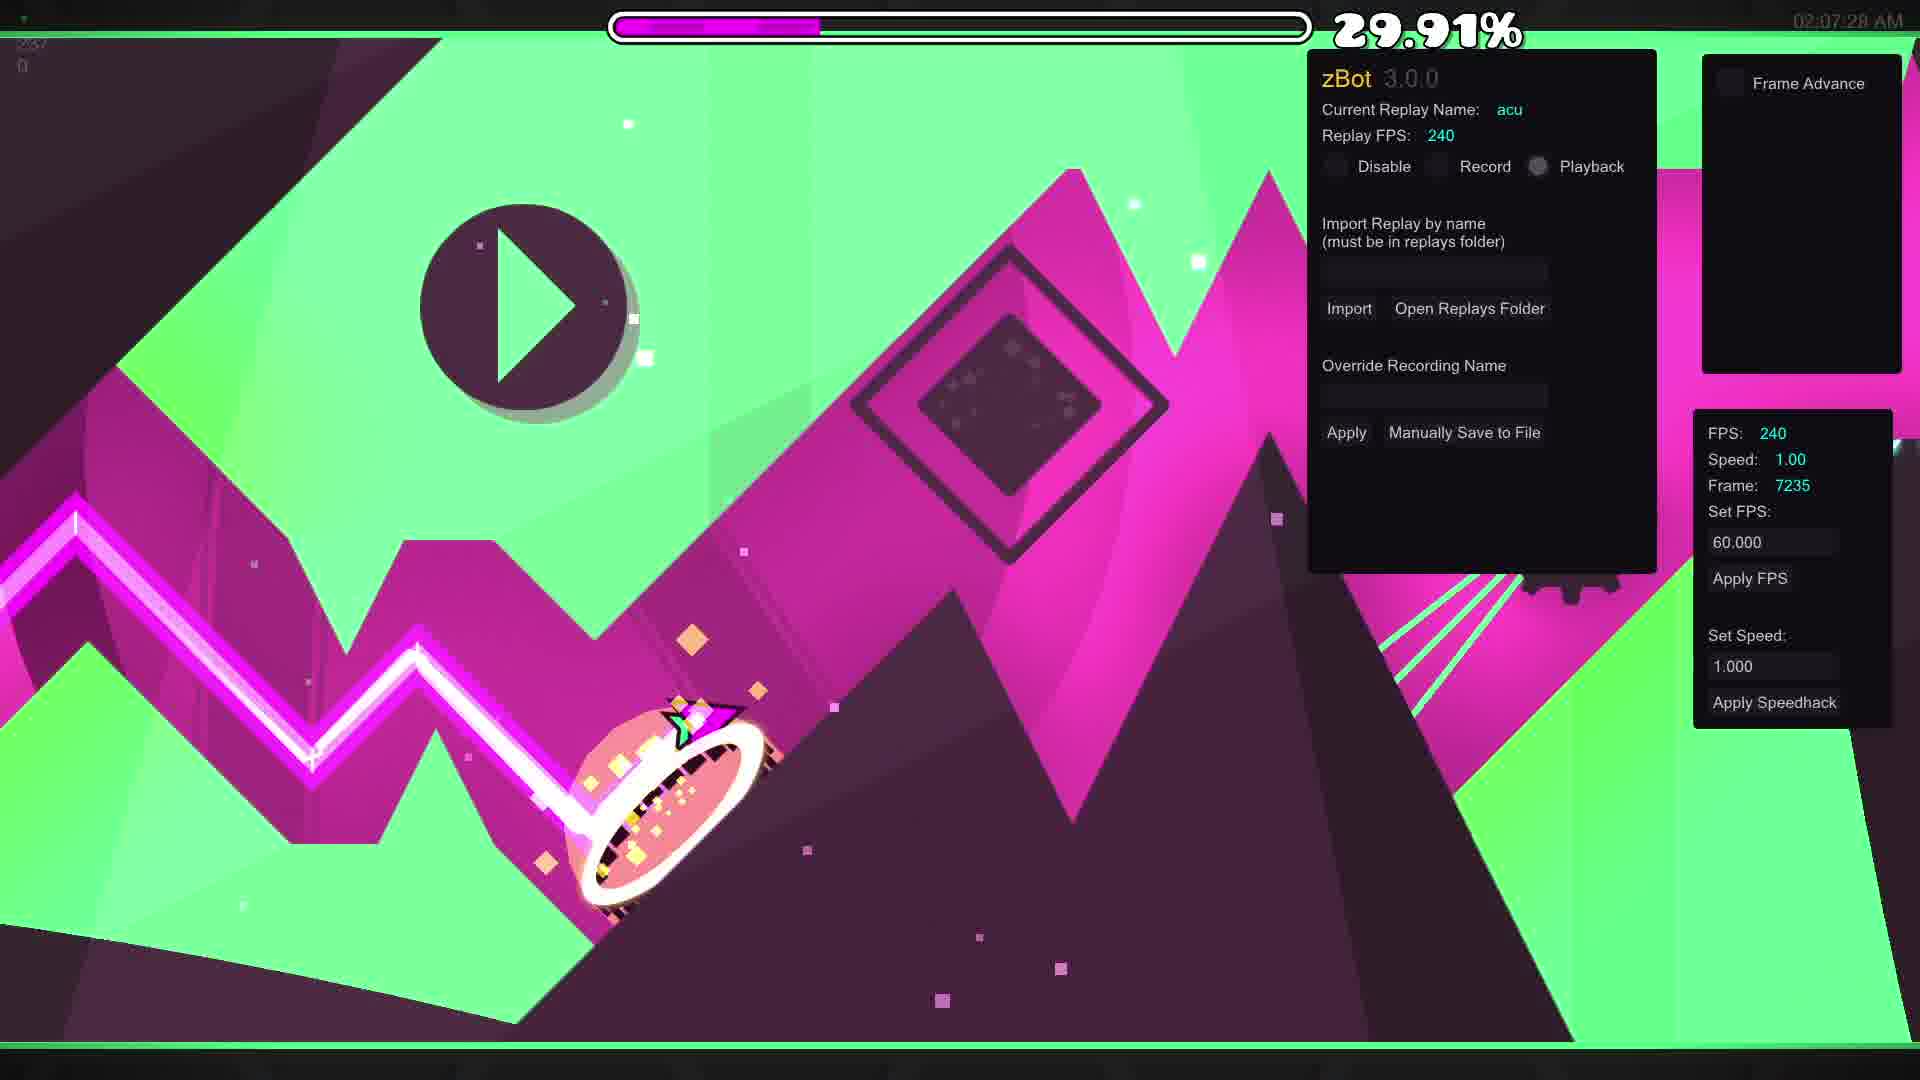 29.91%
02:07:28 AM
0
zBot 3.0.0
Current Replay Name: acu
Replay FPS: 240
Disable Record Playback
Import Replay by name
(must be in replays folder)
Import Open Replays Folder
Override Recording Name
Apply Manually Save to File
Frame Advance
FPS: 240
Speed: 1.00
Frame: 7235
Set FPS:
60.000
Apply FPS
Set Speed:
1.000
Apply Speedhack